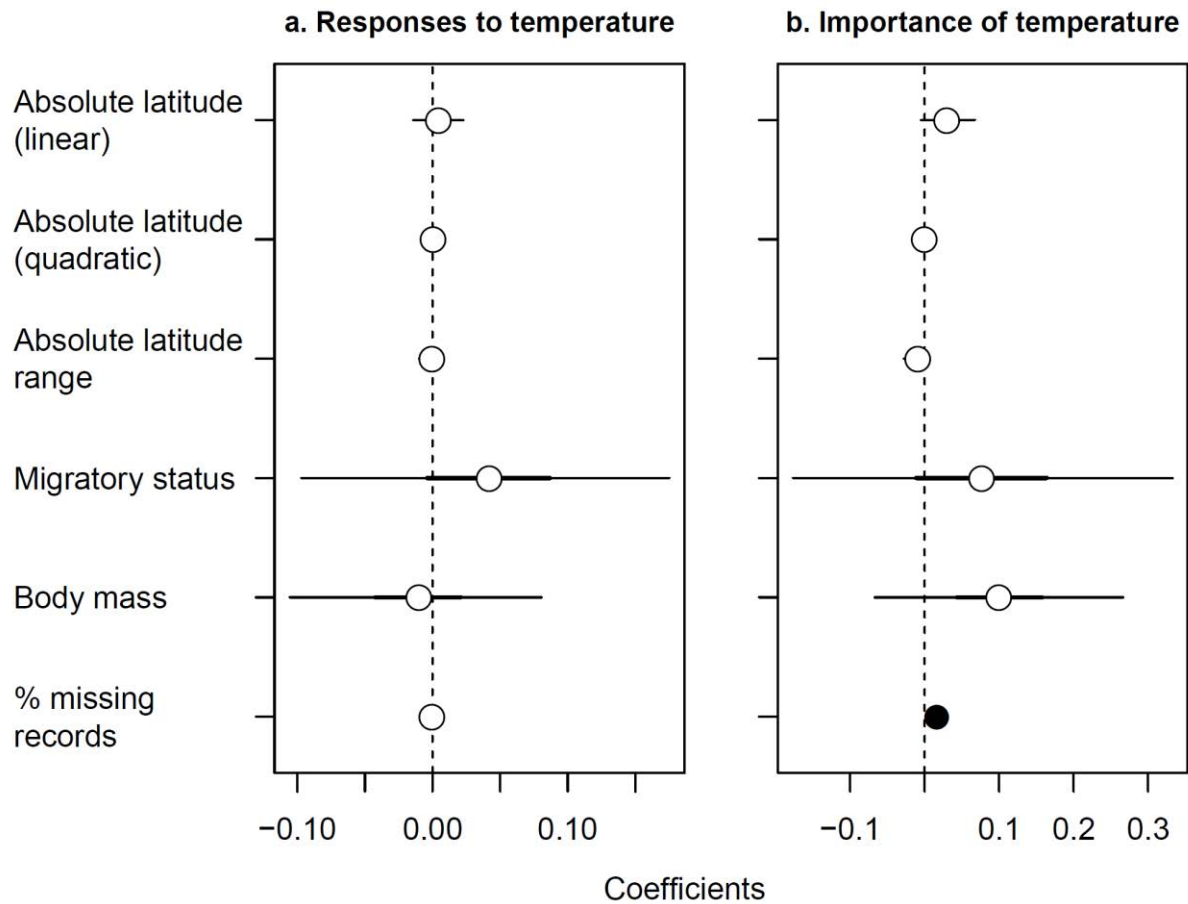 a. Responses to temperature
b. Importance of temperature
Absolute latitude
(linear)
Absolute latitude
(quadratic)
Absolute latitude
range
Migratory status
Body mass
% missing
records
−0.10 0.00 0.10
−0.1 0.1 0.2 0.3
Coefficients